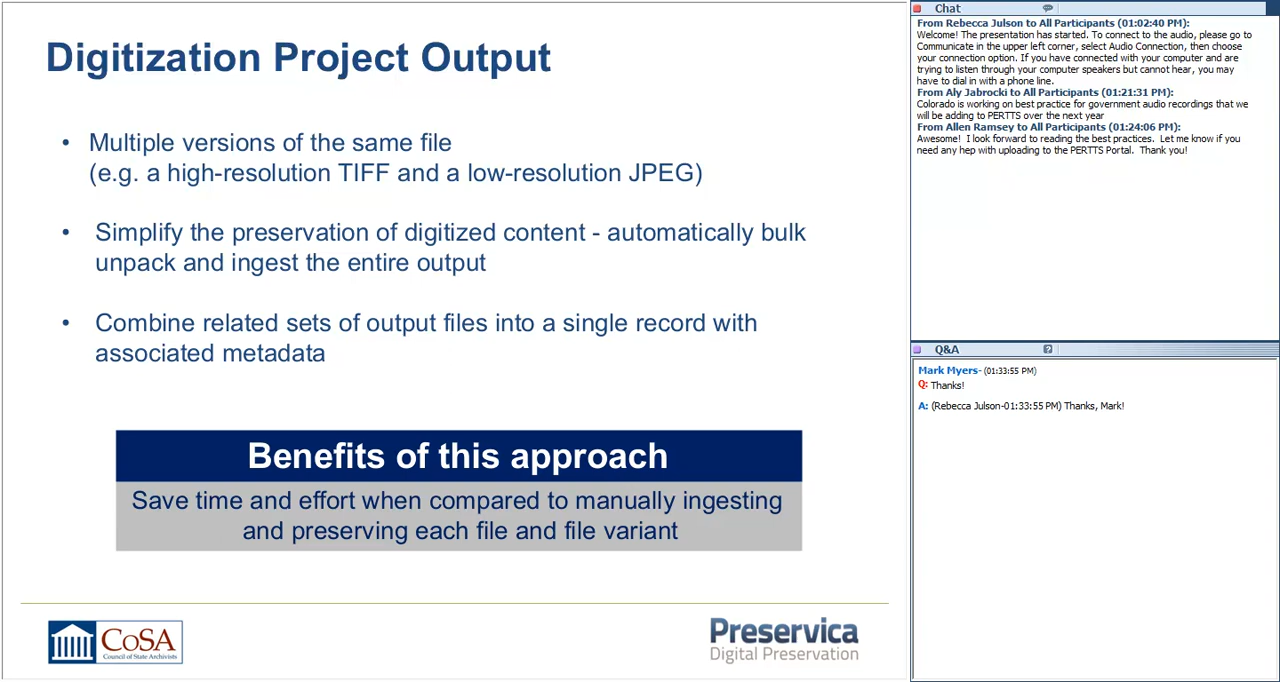 Digitization Project Output
• Multiple versions of the same file
(e.g. a high-resolution TIFF and a low-resolution JPEG)
• Simplify the preservation of digitized content - automatically bulk
unpack and ingest the entire output
• Combine related sets of output files into a single record with
associated metadata
Benefits of this approach
Save time and effort when compared to manually ingesting
and preserving each file and file variant
CoSA
Council of State Archivists
Preservica
Digital Preservation
Chat
From Rebecca Julson to All Participants (01:02:40 PM):
Welcome! The presentation has started. To connect to the audio, please go to
Communicate in the upper left corner, select Audio Connection, then choose
your connection option. If you have connected with your computer and are
trying to listen through your computer speakers but cannot hear, you may
have to dial in with a phone line.
From Aly Jabrocki to All Participants (01:21:31 PM):
Colorado is working on best practice for government audio recordings that we
will be adding to PERTTS over the next year
From Allen Ramsey to All Participants (01:24:06 PM):
Awesome! I look forward to reading the best practices. Let me know if you
need any hep with uploading to the PERTTS Portal. Thank you!
Q&A
Mark Myers- (01:33:55 PM)
Q: Thanks!
A: (Rebecca Julson-01:33:55 PM) Thanks, Mark!